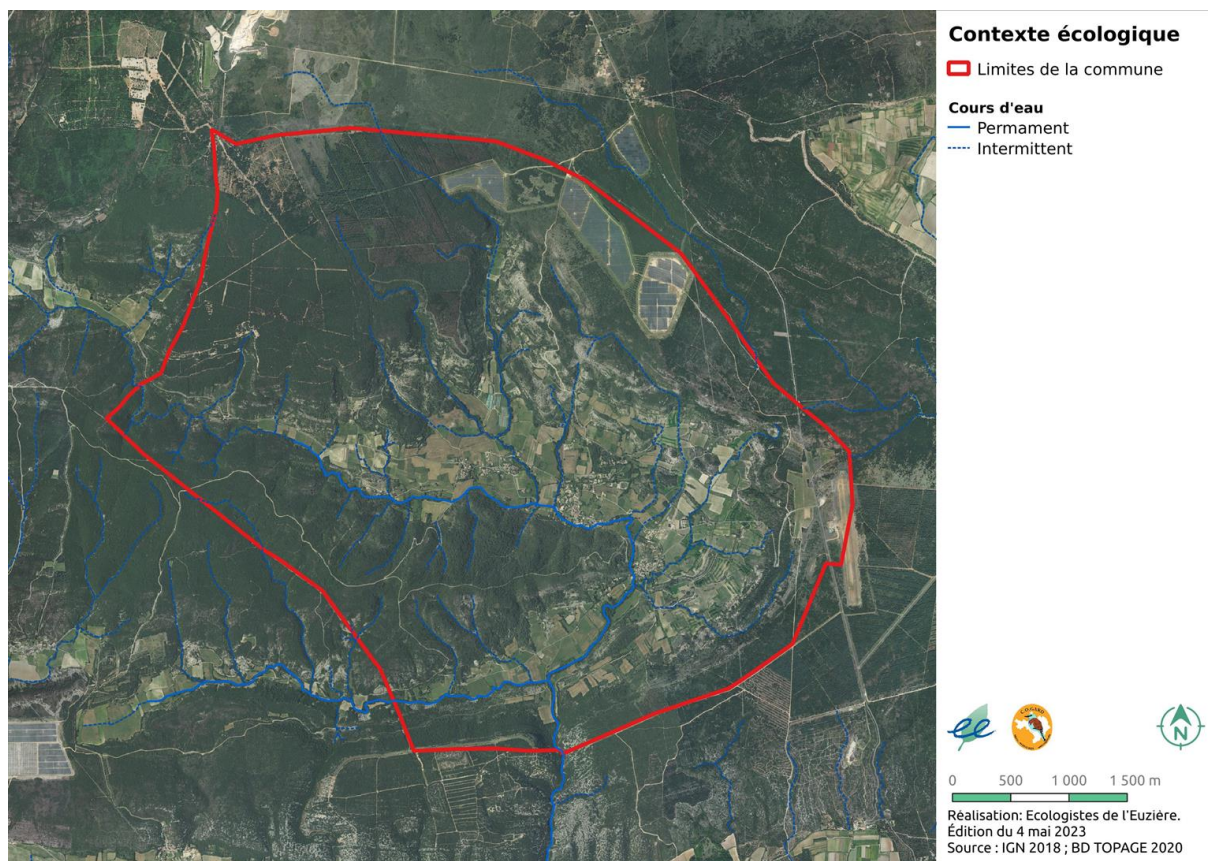 Contexte écologique
Limites de la commune
Cours d'eau
Permament
Intermittent
ee
N
0 500 1 000 1 500 m
Réalisation: Ecologistes de l'Euzière.
Édition du 4 mai 2023
Source : IGN 2018 ; BD TOPAGE 2020